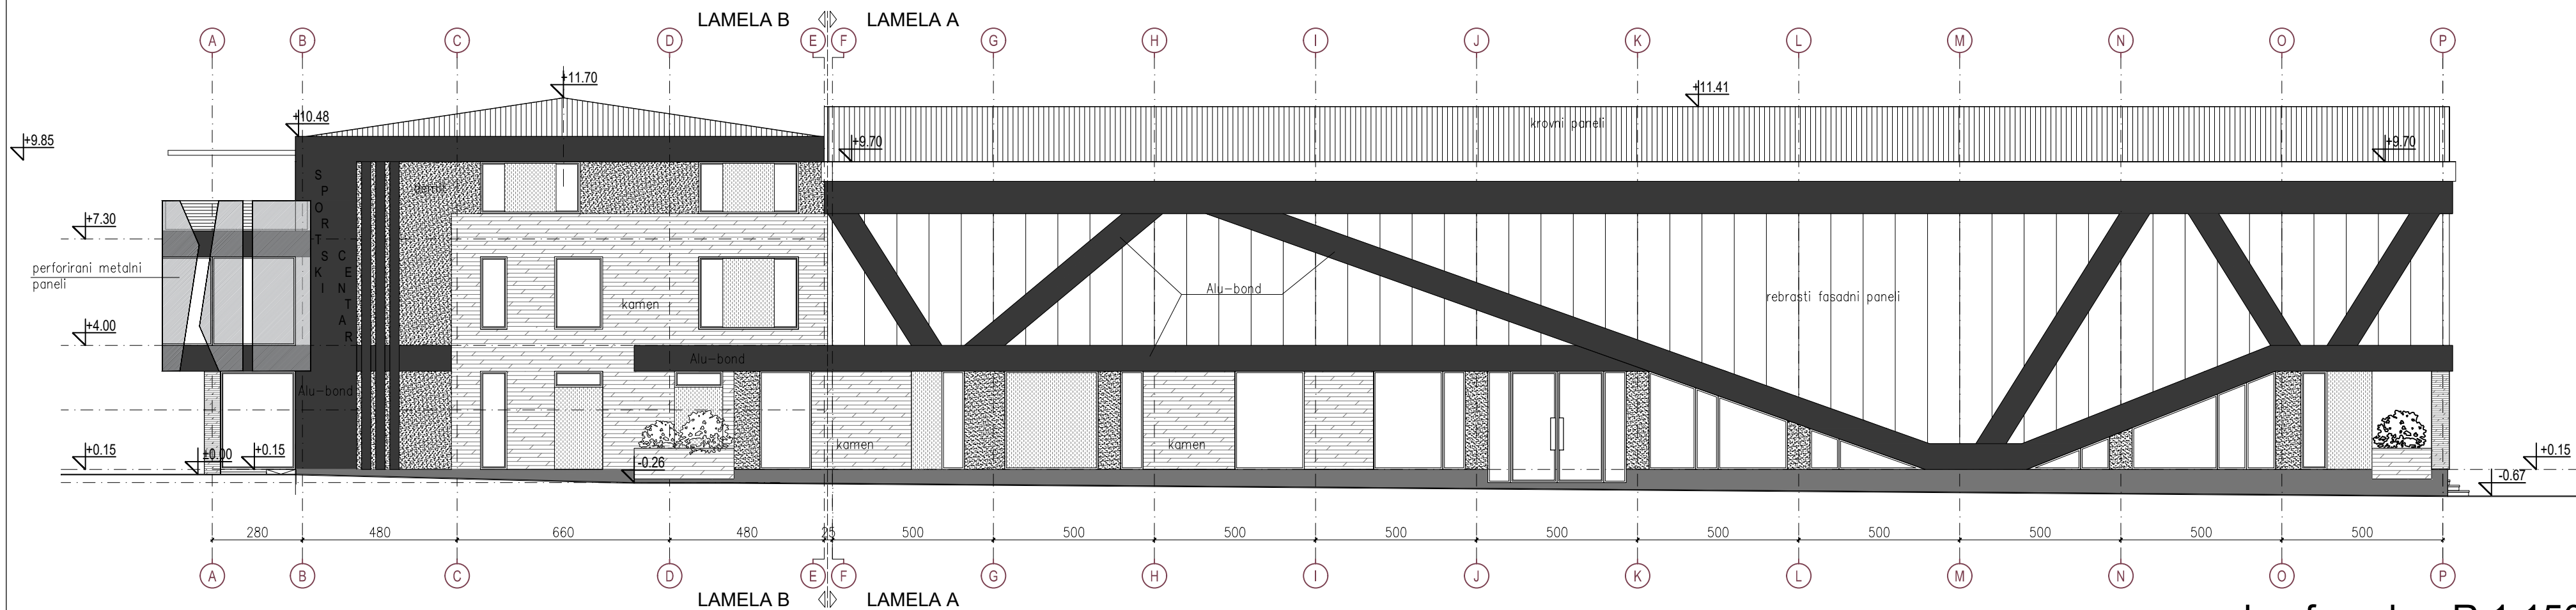 LAMELA B LAMELA A
A B C D E F G H I J K L M N O P
+11.70
+11.41
+10.48
krovni paneli
+9.85
+9.70
+9.70
SPORTSKI
CENTAR
+7.30
perforirani metalni
paneli
kamen
Alu-bond
rebrasti fasadni paneli
+4.00
Alu-bond
Alu-bond
kamen
kamen
+0.15
±0.00
+0.15
-0.26
+0.15
-0.67
280 480 660 480 25 500 500 500 500 500 500 500 500 500 500
A B C D E F G H I J K L M N O P
LAMELA B LAMELA A